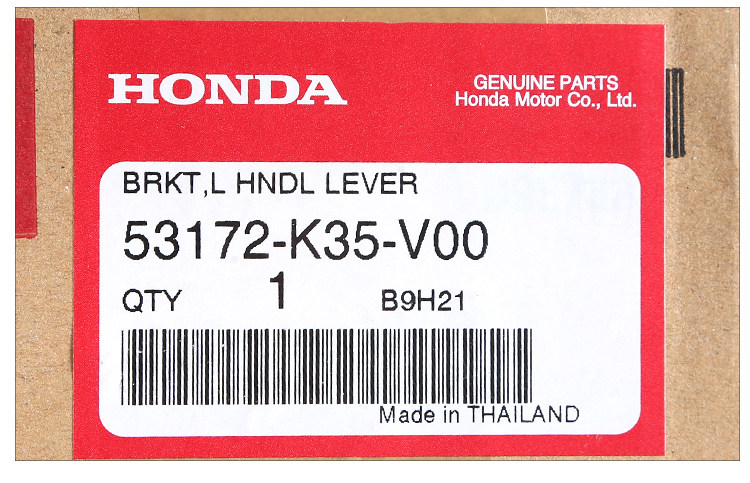 HONDA
GENUINE PARTS
Honda Motor Co., Ltd.
BRKT,L HNDL LEVER
53172-K35-V00
QTY 1 B9H21
Made in THAILAND